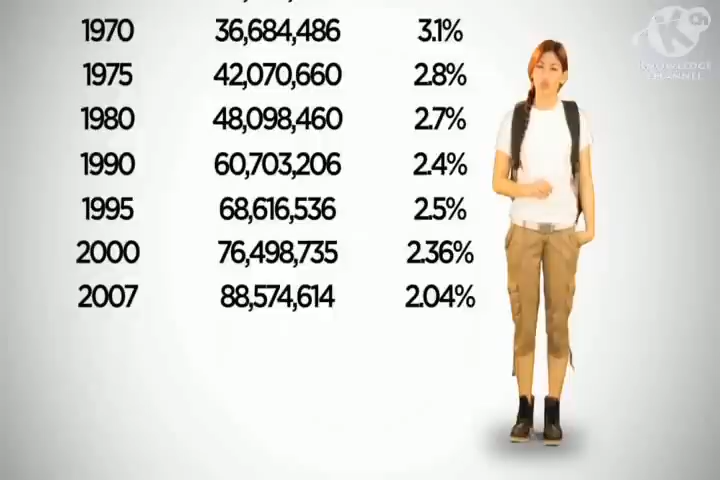 1970 36,684,486 3.1%
1975 42,070,660 2.8%
1980 48,098,460 2.7%
1990 60,703,206 2.4%
1995 68,616,536 2.5%
2000 76,498,735 2.36%
2007 88,574,614 2.04%
KNOWLEDGE
CHANNEL